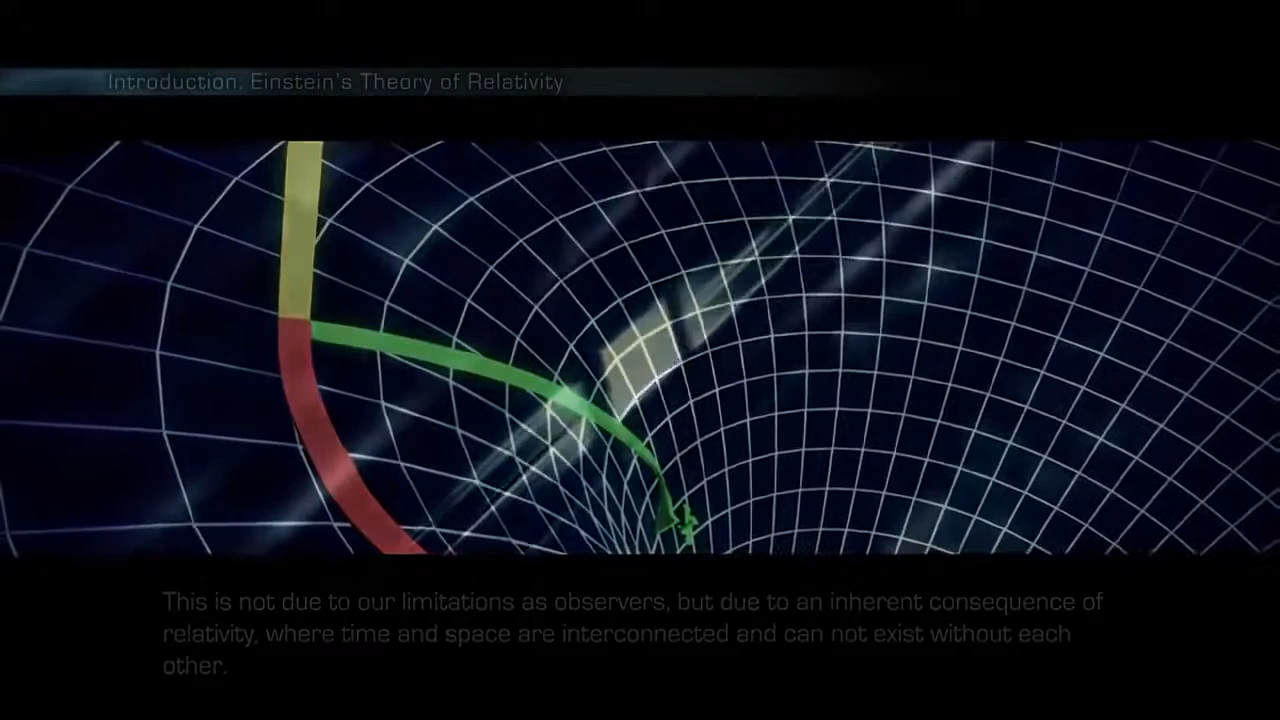 Introduction: Einstein's Theory of Relativity
This is not due to our limitations as observers, but due to an inherent consequence of
relativity, where time and space are interconnected and can not exist without each
other.